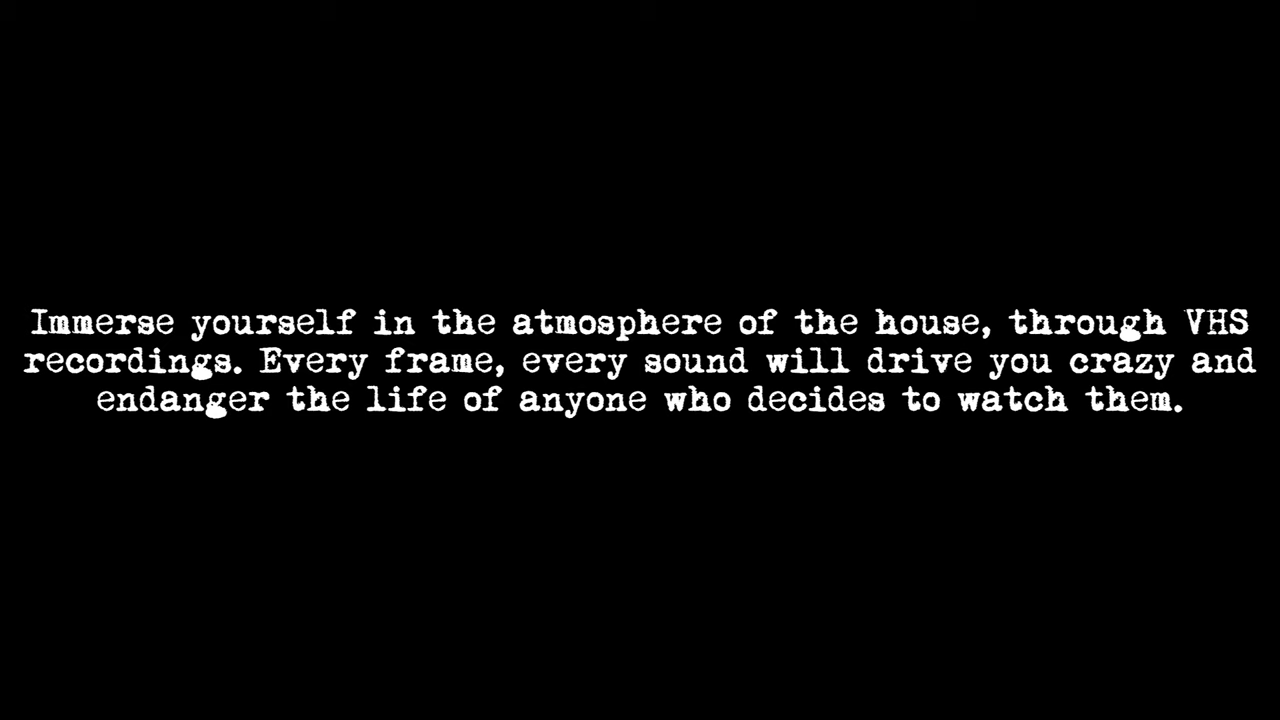 Immerse yourself in the atmosphere of the house, through VHS
recordings. Every frame, every sound will drive you crazy and
endanger the life of anyone who decides to watch them.